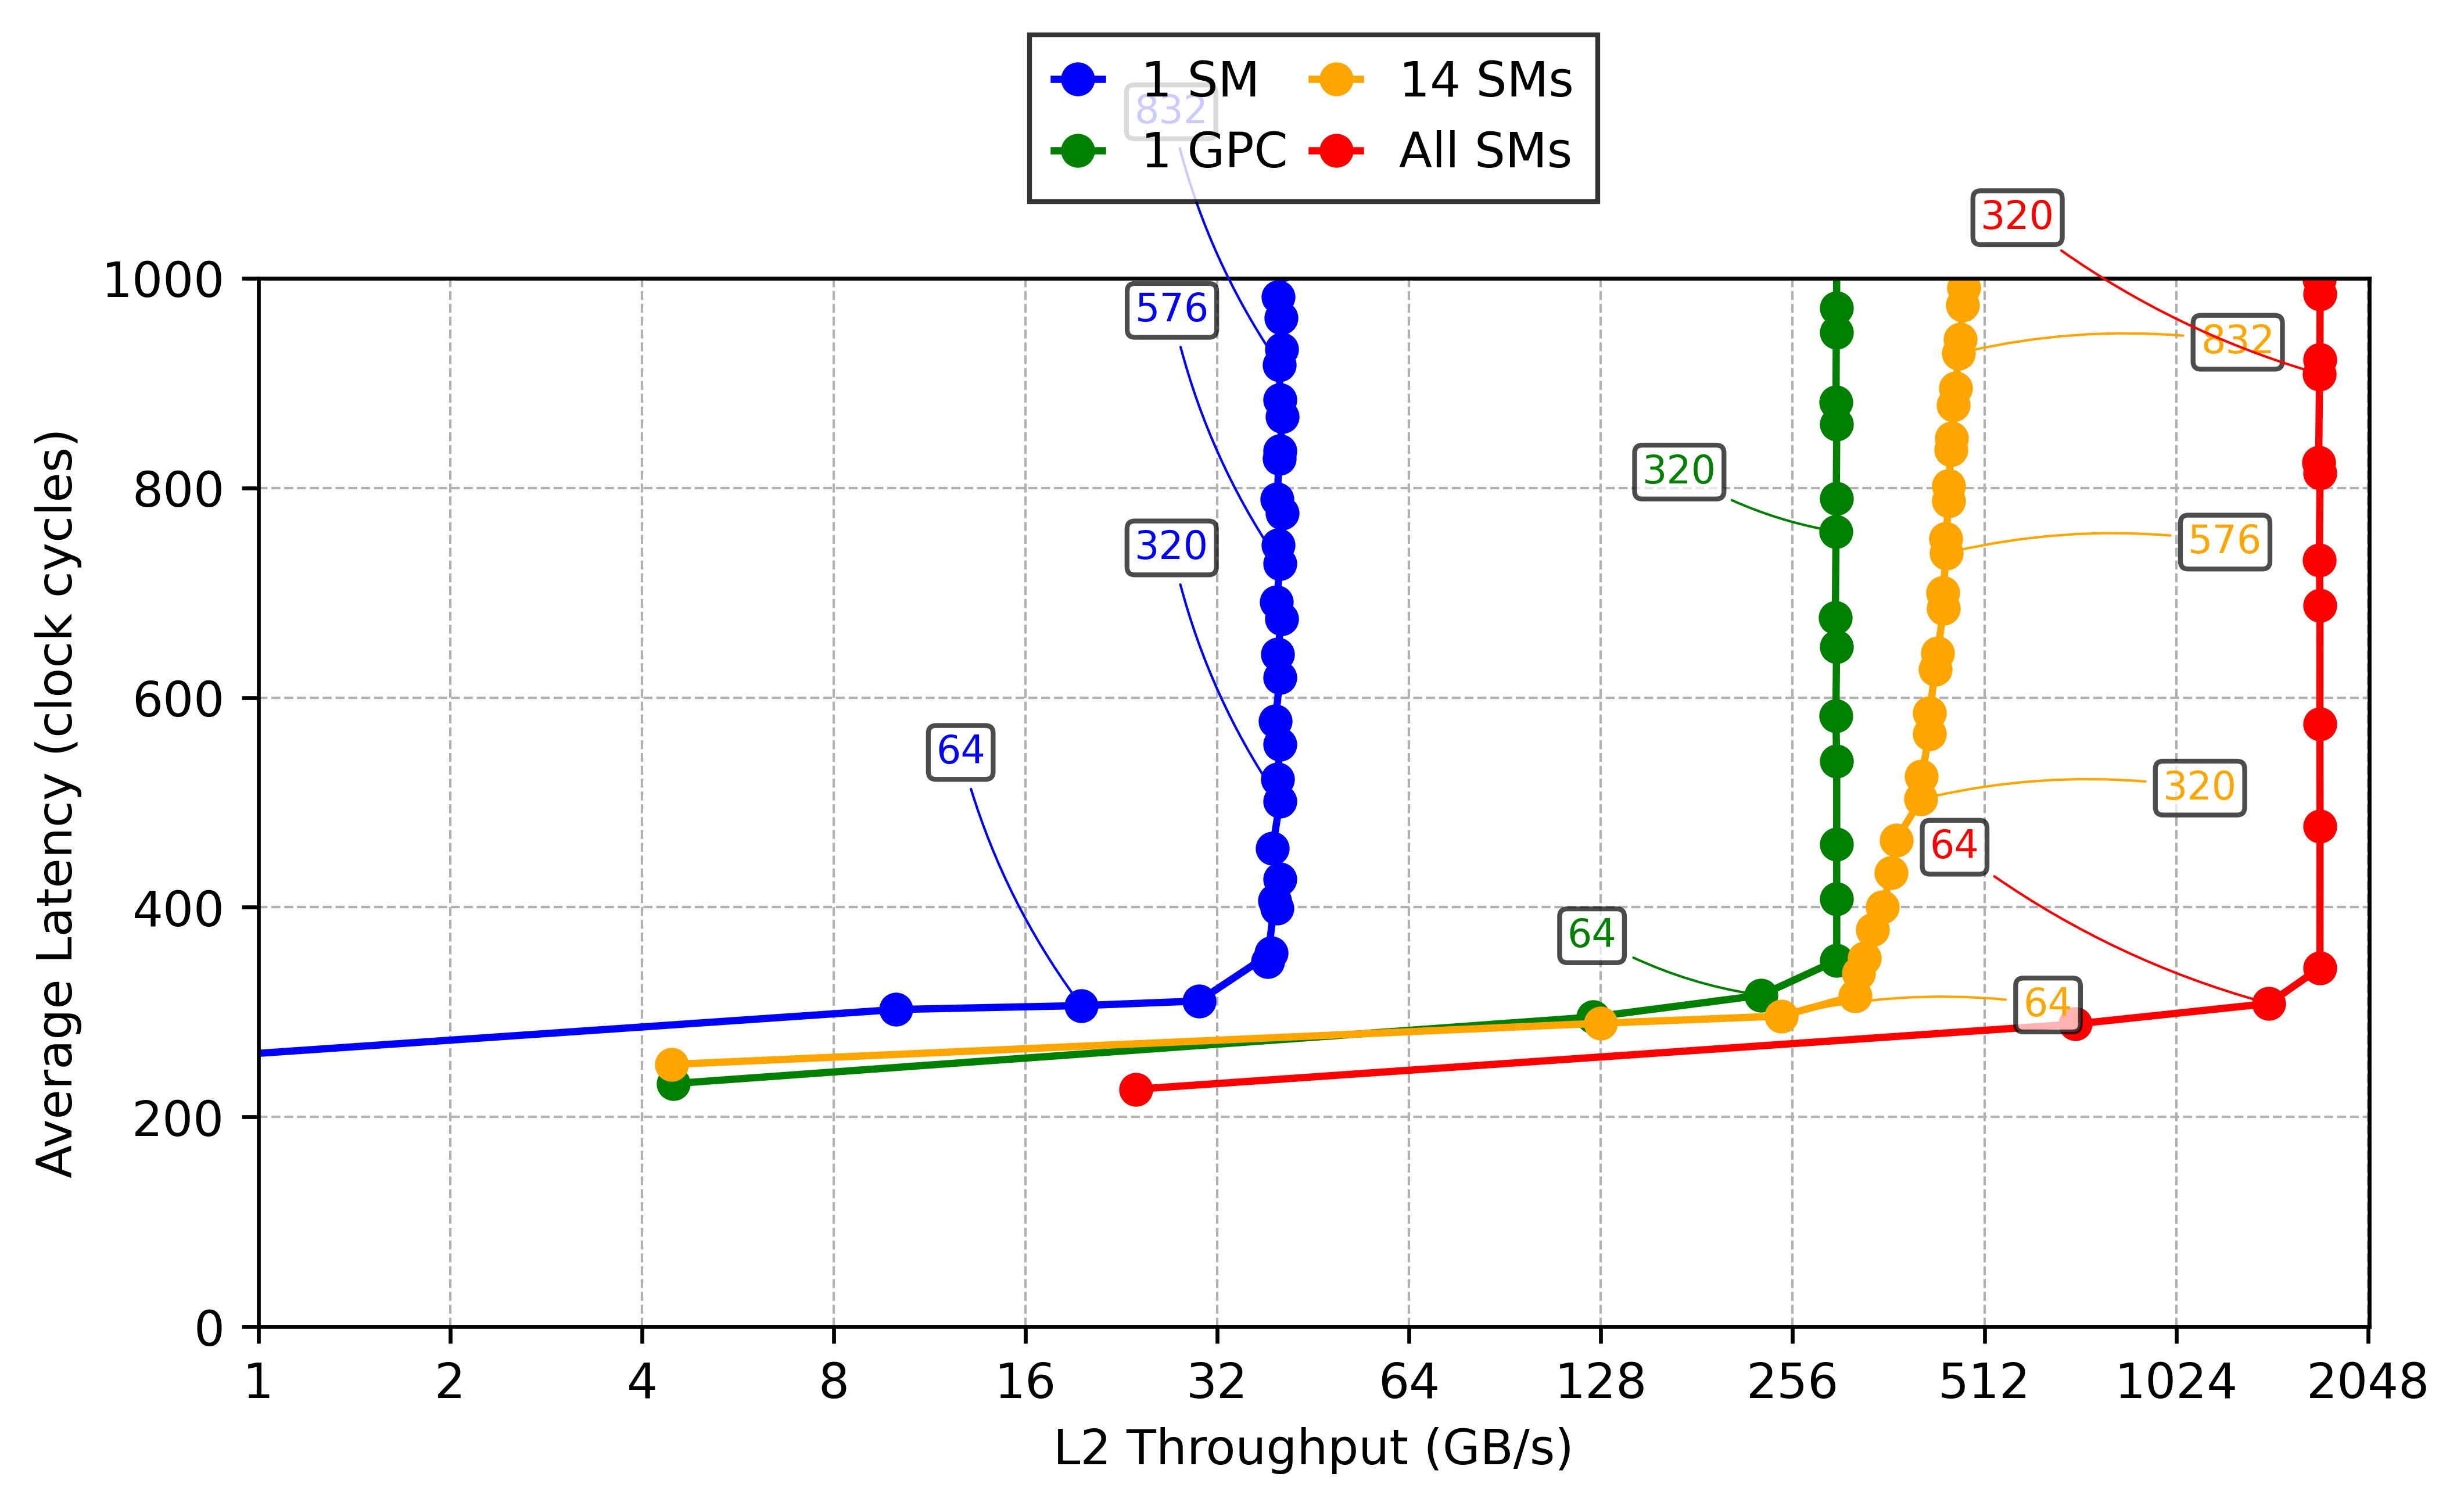 1 SM
14 SMs
832
1 GPC
All SMs
320
1000
576
832
800
320
320
576
600
64
320
64
400
64
64
200
0
Average Latency (clock cycles)
1 2 4 8 16 32 64 128 256 512 1024 2048
L2 Throughput (GB/s)